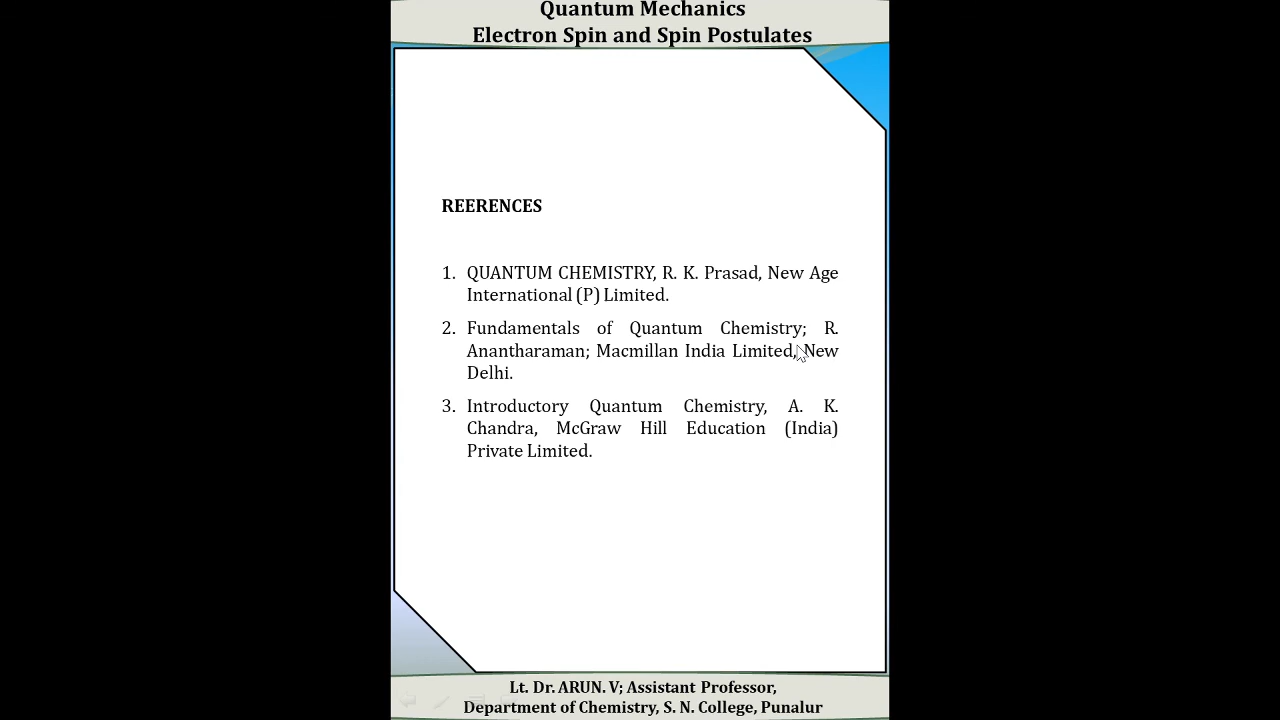 Quantum Mechanics
Electron Spin and Spin Postulates
REERENCES
1. QUANTUM CHEMISTRY, R. K. Prasad, New Age
International (P) Limited.
2. Fundamentals of Quantum Chemistry; R.
Anantharaman; Macmillan India Limited, New
Delhi.
3. Introductory Quantum Chemistry, A. K.
Chandra, McGraw Hill Education (India)
Private Limited.
Lt. Dr. ARUN. V; Assistant Professor,
Department of Chemistry, S. N. College, Punalur